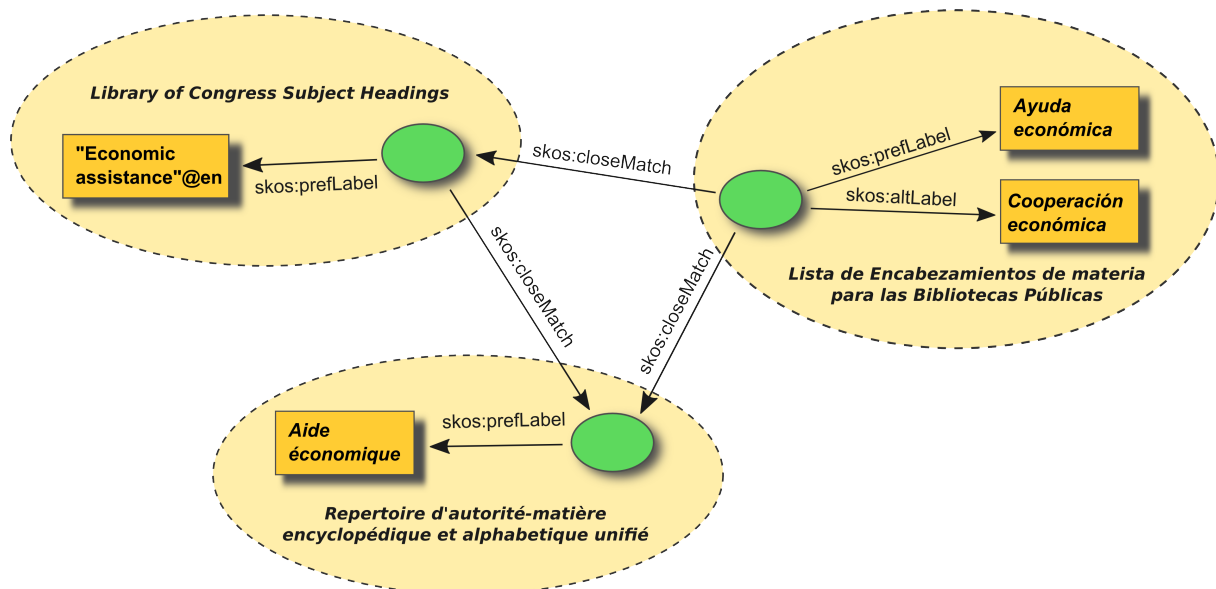 Library of Congress Subject Headings
"Economic
assistance"@en
skos:prefLabel
skos:closeMatch
skos:prefLabel
Ayuda
económica
skos:altLabel
Cooperación
económica
Lista de Encabezamientos de materia
para las Bibliotecas Públicas
skos:closeMatch
skos:closeMatch
Aide
économique
skos:prefLabel
Repertoire d'autorité-matière
encyclopédique et alphabetique unifié